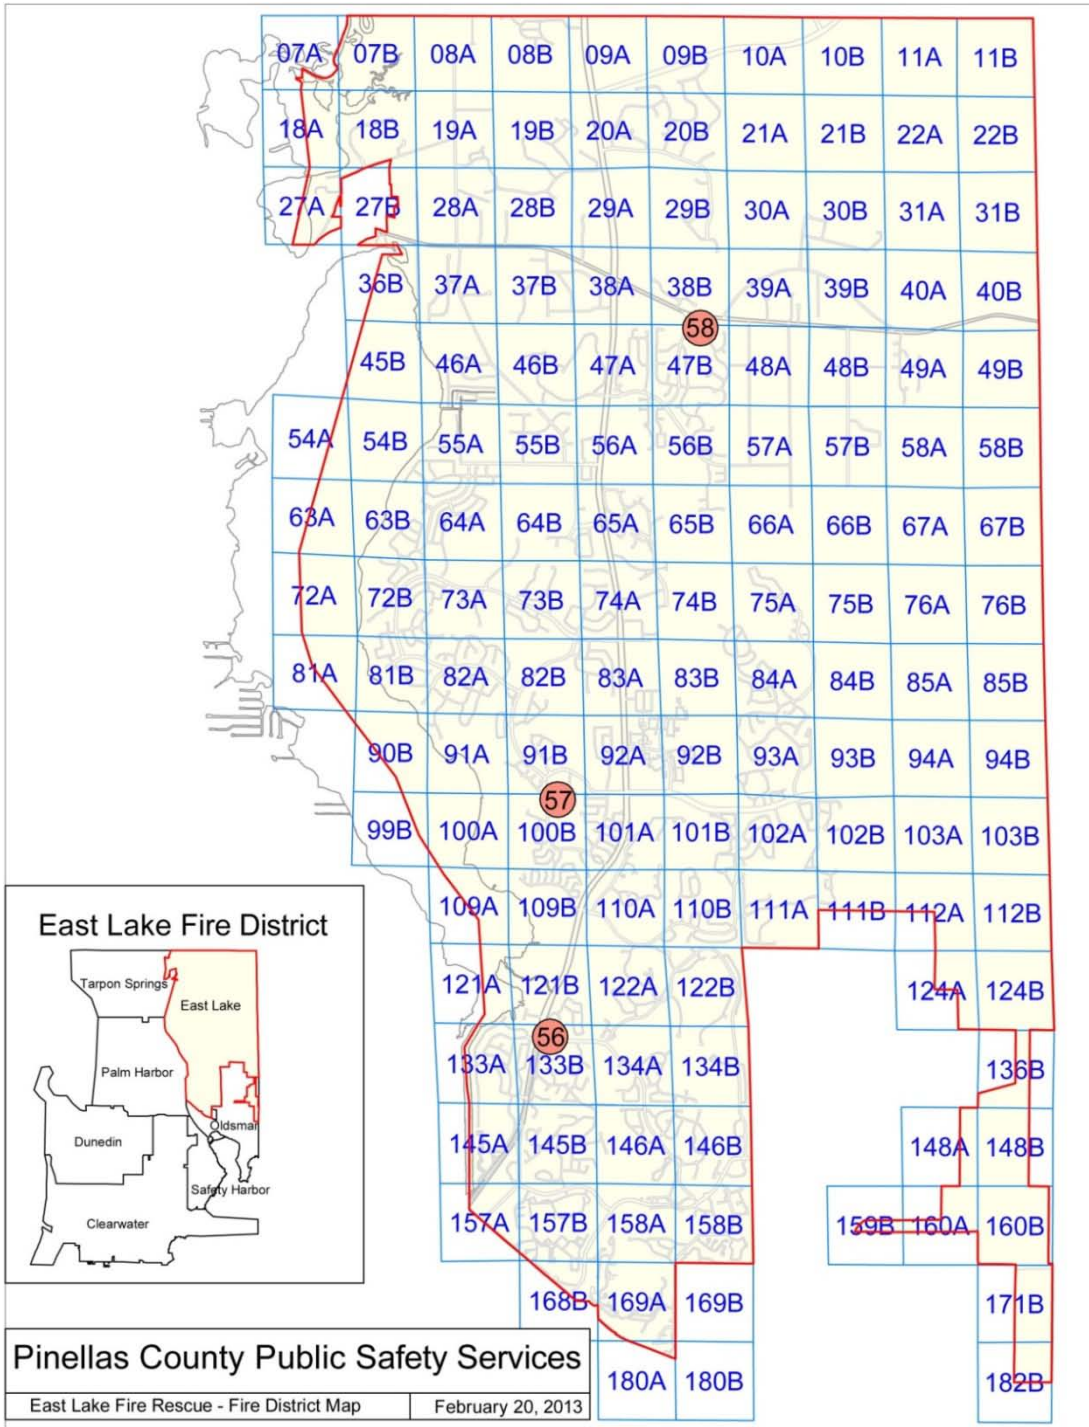 07A 07B 08A 08B 09A 09B 10A 10B 11A 11B
18A 18B 19A 19B 20A 20B 21A 21B 22A 22B
27A 27B 28A 28B 29A 29B 30A 30B 31A 31B
36B 37A 37B 38A 38B 39A 39B 40A 40B
58
45B 46A 46B 47A 47B 48A 48B 49A 49B
54A 54B 55A 55B 56A 56B 57A 57B 58A 58B
63A 63B 64A 64B 65A 65B 66A 66B 67A 67B
72A 72B 73A 73B 74A 74B 75A 75B 76A 76B
81A 81B 82A 82B 83A 83B 84A 84B 85A 85B
90B 91A 91B 92A 92B 93A 93B 94A 94B
57
99B 100A 100B 101A 101B 102A 102B 103A 103B
109A 109B 110A 110B 111A 111B 112A 112B
121A 121B 122A 122B 124A 124B
56
133A 133B 134A 134B 136B
145A 145B 146A 146B 148A 148B
157A 157B 158A 158B 159B 160A 160B
168B 169A 169B 171B
180A 180B 182B
East Lake Fire District
Tarpon Springs
East Lake
Palm Harbor
Oldsmar
Dunedin
Safety Harbor
Clearwater
Pinellas County Public Safety Services
East Lake Fire Rescue - Fire District Map
February 20, 2013